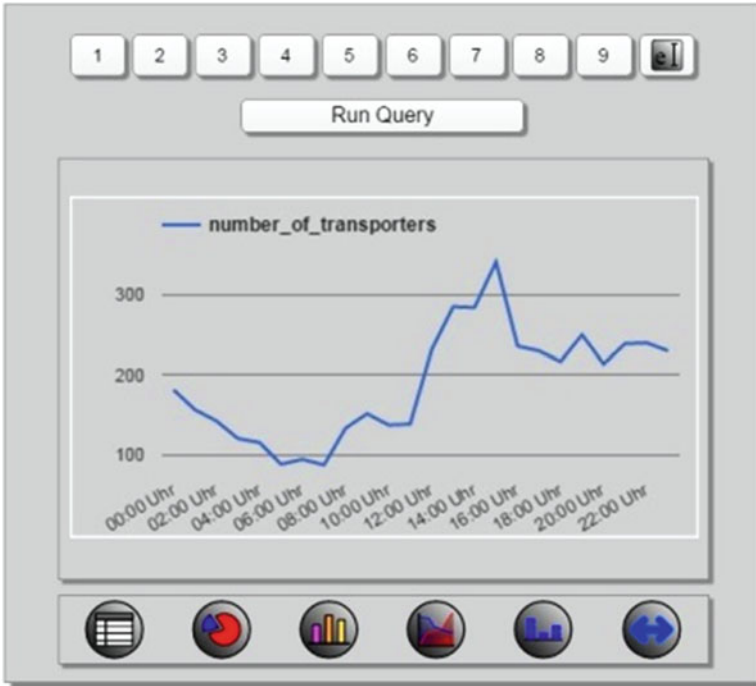 1 2 3 4 5 6 7 8 9 eI
Run Query
number_of_transporters
300
200
100
00:00 Uhr 02:00 Uhr 04:00 Uhr 06:00 Uhr 08:00 Uhr 10:00 Uhr 12:00 Uhr 14:00 Uhr 16:00 Uhr 18:00 Uhr 20:00 Uhr 22:00 Uhr